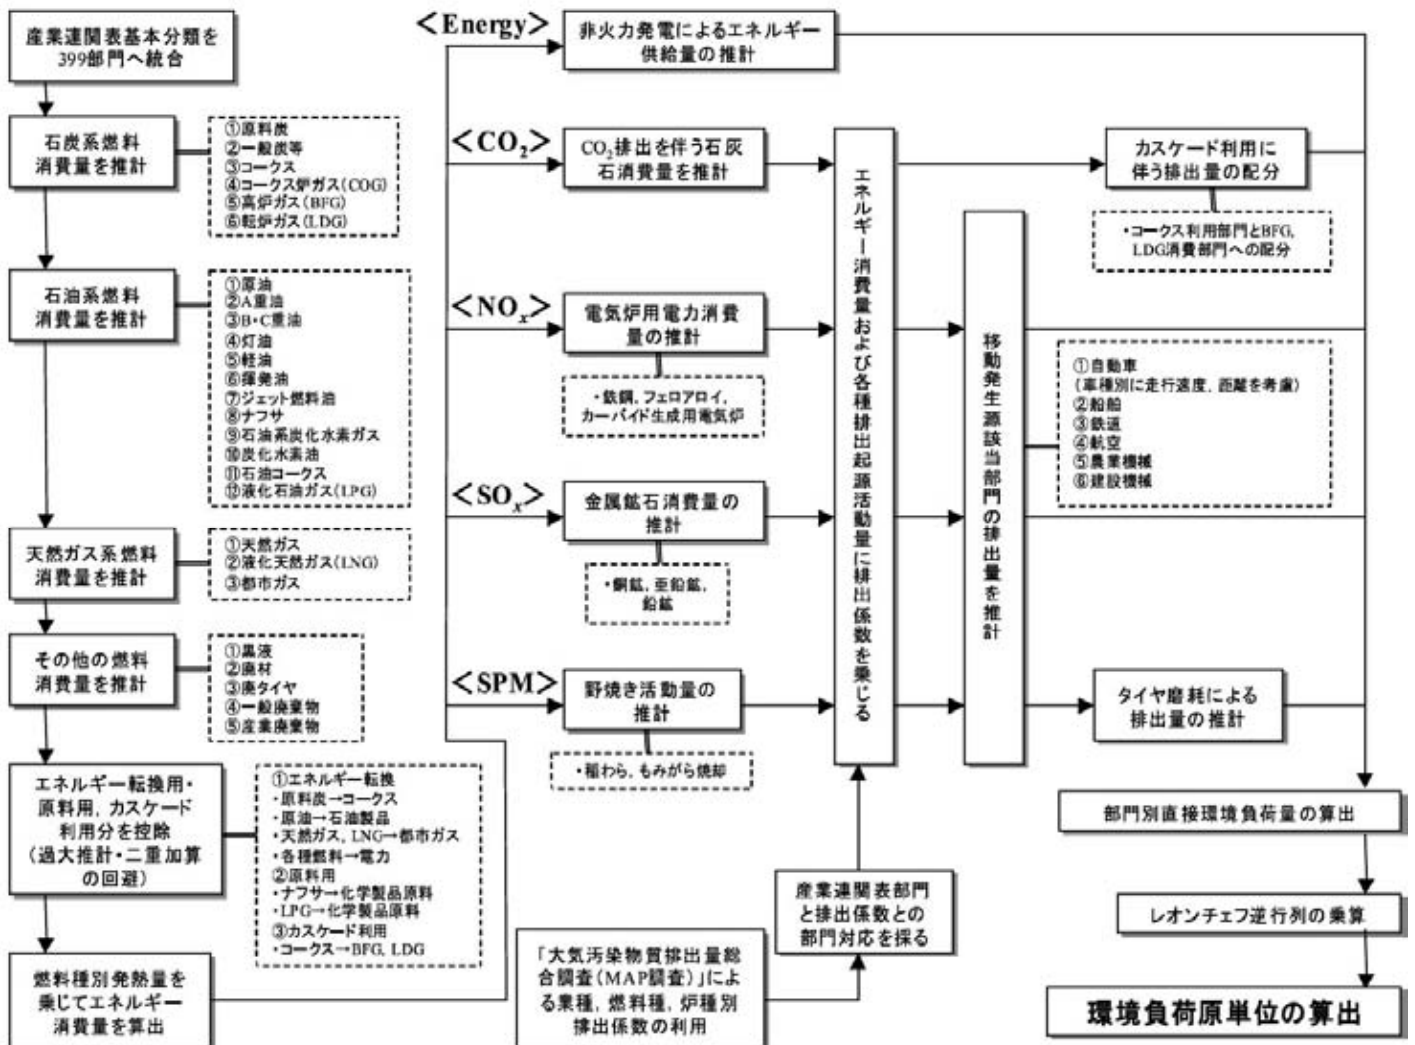 産業連関表基本分類を
399部門へ統合
石炭系燃料
消費量を推計
①原料炭
②一般炭等
③コークス
④コークス炉ガス(COG)
⑤高炉ガス(BFG)
⑥転炉ガス(LDG)
石油系燃料
消費量を推計
①原油
②A重油
③B・C重油
④灯油
⑤軽油
⑥揮発油
⑦ジェット燃料油
⑧ナフサ
⑨石油系炭化水素ガス
⑩炭化水素油
⑪石油コークス
⑫液化石油ガス(LPG)
天然ガス系燃料
消費量を推計
①天然ガス
②液化天然ガス(LNG)
③都市ガス
その他の燃料
消費量を推計
①黒液
②廃材
③廃タイヤ
④一般廃棄物
⑤産業廃棄物
エネルギー転換用・
原料用, カスケード
利用分を控除
(過大推計・二重加算
の回避)
①エネルギー転換
・原料炭→コークス
・原油→石油製品
・天然ガス, LNG→都市ガス
・各種燃料→電力
②原料用
・ナフサ→化学製品原料
・LPG→化学製品原料
③カスケード利用
・コークス→BFG, LDG
燃料種別発熱量を
乗じてエネルギー
消費量を算出
<Energy>
非火力発電によるエネルギー
供給量の推計
<CO₂>
CO₂排出を伴う石灰
石消費量を推計
<NOₓ>
電気炉用電力消費
量の推計
・鉄鋼, フェロアロイ,
カーバイド生成用電気炉
<SOₓ>
金属鉱石消費量の
推計
・銅鉱, 亜鉛鉱,
鉛鉱
<SPM>
野焼き活動量の
推計
・稲わら, もみがら焼却
「大気汚染物質排出量総
合調査(MAP調査)」によ
る業種, 燃料種, 炉種別
排出係数の利用
産業連関表部門
と排出係数との
部門対応を採る
エネルギー消費量および各種排出起源活動量に排出係数を乗じる
移動発生源該当部門の排出量を推計
カスケード利用に
伴う排出量の配分
・コークス利用部門とBFG,
LDG消費部門への配分
①自動車
(車種別に走行速度, 距離を考慮)
②船舶
③鉄道
④航空
⑤農業機械
⑥建設機械
タイヤ磨耗による
排出量の推計
部門別直接環境負荷量の算出
レオンチェフ逆行列の乗算
環境負荷原単位の算出